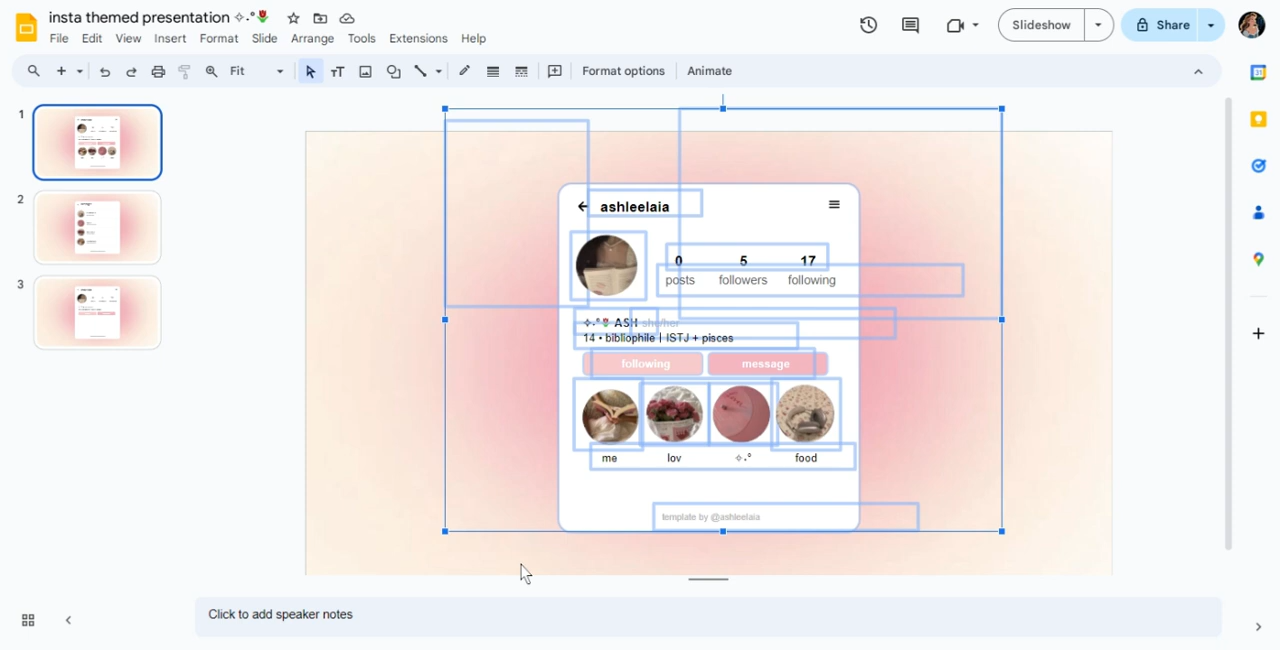 insta themed presentation ✧˖°🌷
File Edit View Insert Format Slide Arrange Tools Extensions Help
Slideshow
Share
Fit
Format options
Animate
31
1
2
3
ashleelaia
0 5 17
posts followers following
✧˖°🌷 ASH she/her
14 • bibliophile | ISTJ + pisces
following message
me lov ✧˖° food
template by @ashleelaia
Click to add speaker notes